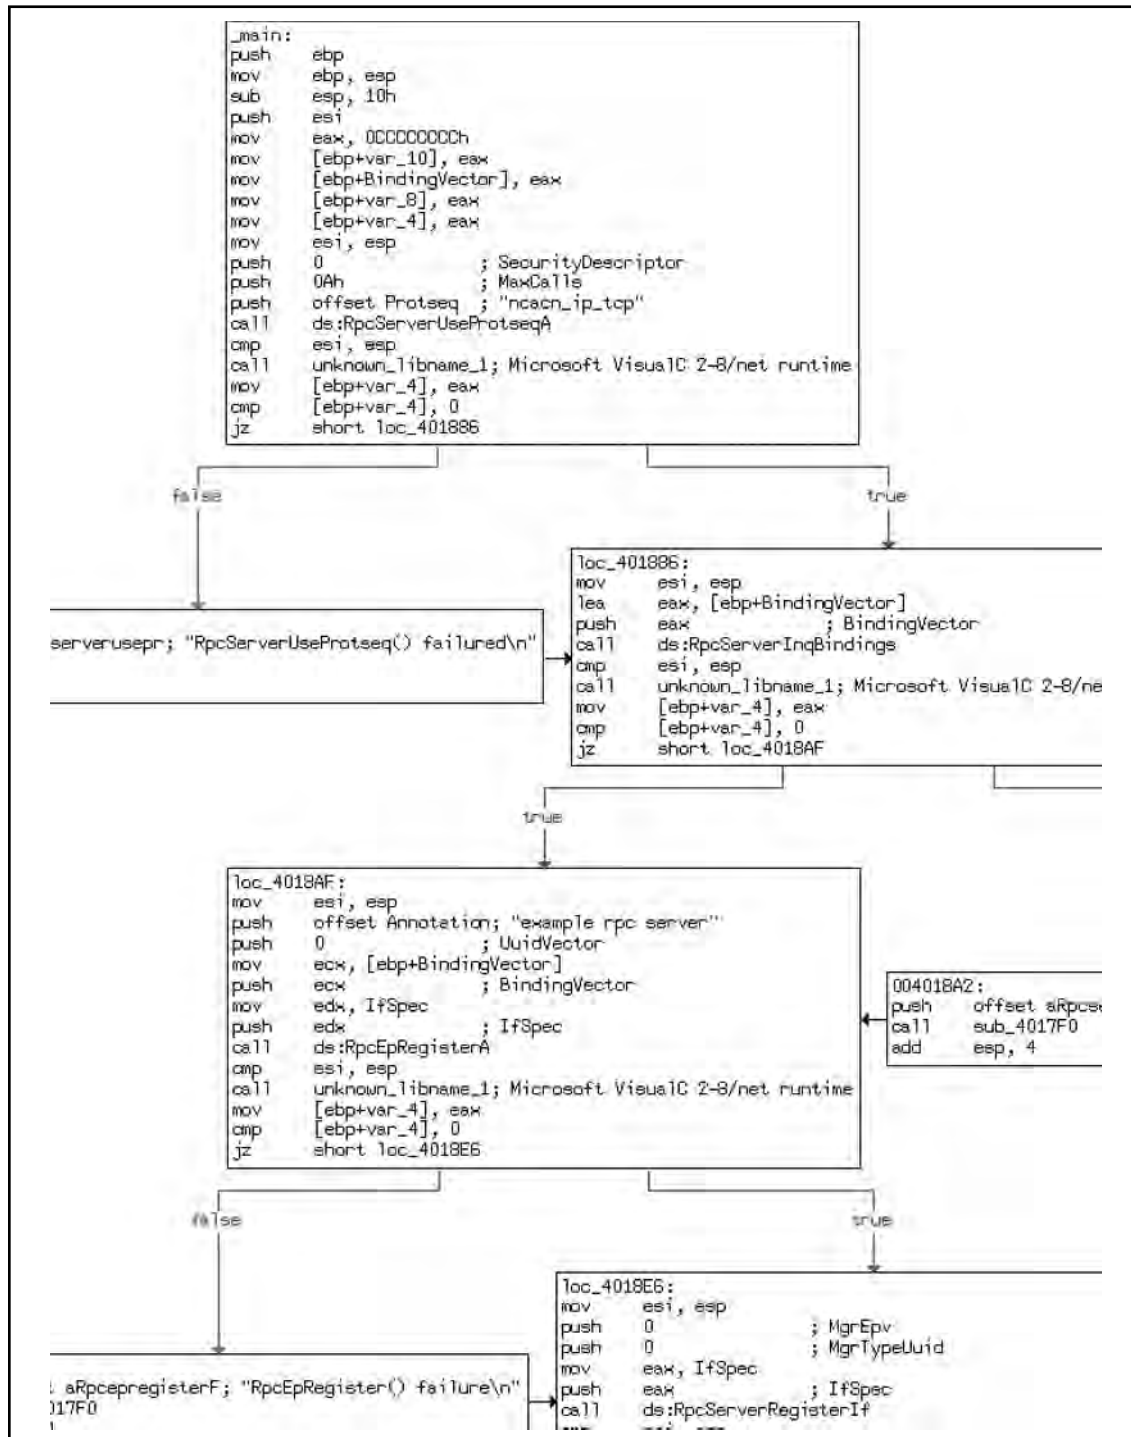 _main:
push ebp
mov ebp, esp
sub esp, 10h
push esi
mov eax, 0CCCCCCCCh
mov [ebp+var_10], eax
mov [ebp+BindingVector], eax
mov [ebp+var_8], eax
mov [ebp+var_4], eax
mov esi, esp
push 0 ; SecurityDescriptor
push 0Ah ; MaxCalls
push offset Protseq ; "ncacn_ip_tcp"
call ds:RpcServerUseProtseqA
cmp esi, esp
call unknown_libname_1; Microsoft VisualC 2-8/net runtime
mov [ebp+var_4], eax
cmp [ebp+var_4], 0
jz short loc_401886
false
true
serverusepr; "RpcServerUseProtseq() failured\n"
loc_401886:
mov esi, esp
lea eax, [ebp+BindingVector]
push eax ; BindingVector
call ds:RpcServerInqBindings
cmp esi, esp
call unknown_libname_1; Microsoft VisualC 2-8/ne
mov [ebp+var_4], eax
cmp [ebp+var_4], 0
jz short loc_4018AF
true
loc_4018AF:
mov esi, esp
push offset Annotation; "example rpc server"
push 0 ; UuidVector
mov ecx, [ebp+BindingVector]
push ecx ; BindingVector
mov edx, IfSpec
push edx ; IfSpec
call ds:RpcEpRegisterA
cmp esi, esp
call unknown_libname_1; Microsoft VisualC 2-8/net runtime
mov [ebp+var_4], eax
cmp [ebp+var_4], 0
jz short loc_4018E6
004018A2:
push offset aRpcse
call sub_4017F0
add esp, 4
false
true
aRpcepregisterF; "RpcEpRegister() failure\n"
017F0
loc_4018E6:
mov esi, esp
push 0 ; MgrEpv
push 0 ; MgrTypeUuid
mov eax, IfSpec
push eax ; IfSpec
call ds:RpcServerRegisterIf